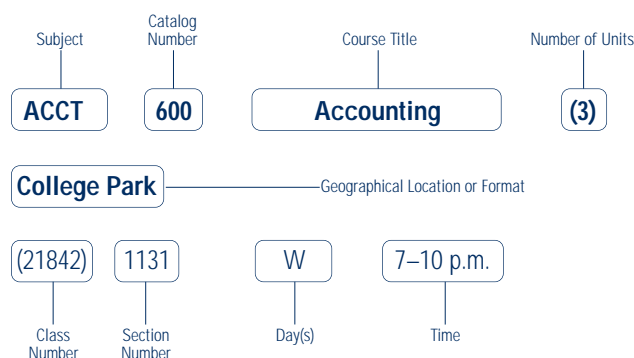 Subject
Catalog
Number
Course Title
Number of Units
ACCT 600 Accounting (3)
College Park
Geographical Location or Format
(21842) 1131 W 7–10 p.m.
Class
Number
Section
Number
Day(s)
Time